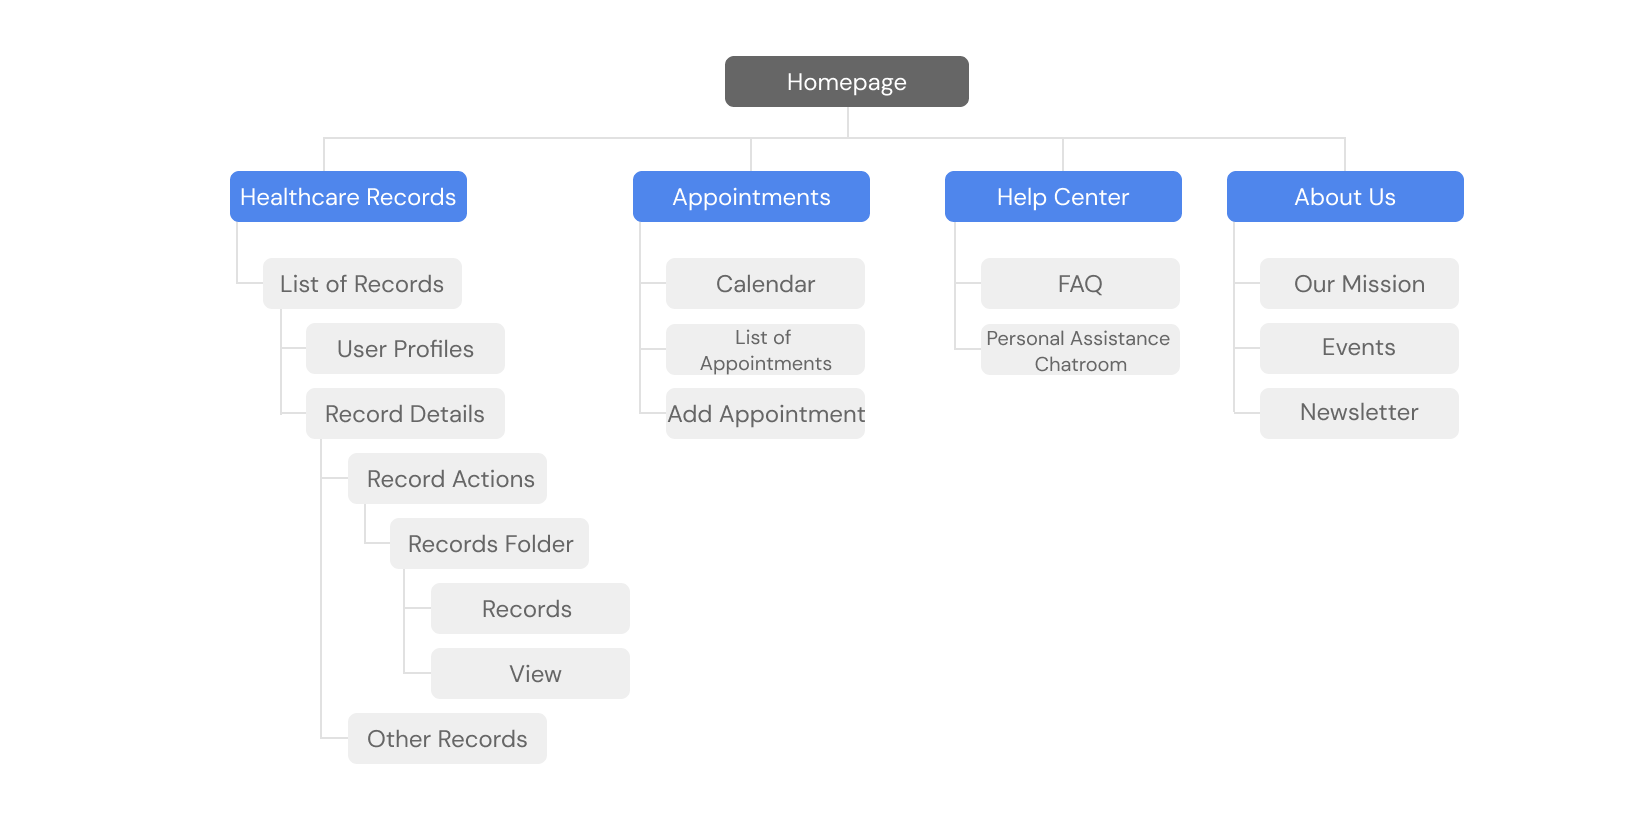 Homepage
Healthcare Records
Appointments
Help Center
About Us
List of Records
User Profiles
Record Details
Record Actions
Records Folder
Records
View
Other Records
Calendar
List of
Appointments
Add Appointment
FAQ
Personal Assistance
Chatroom
Our Mission
Events
Newsletter